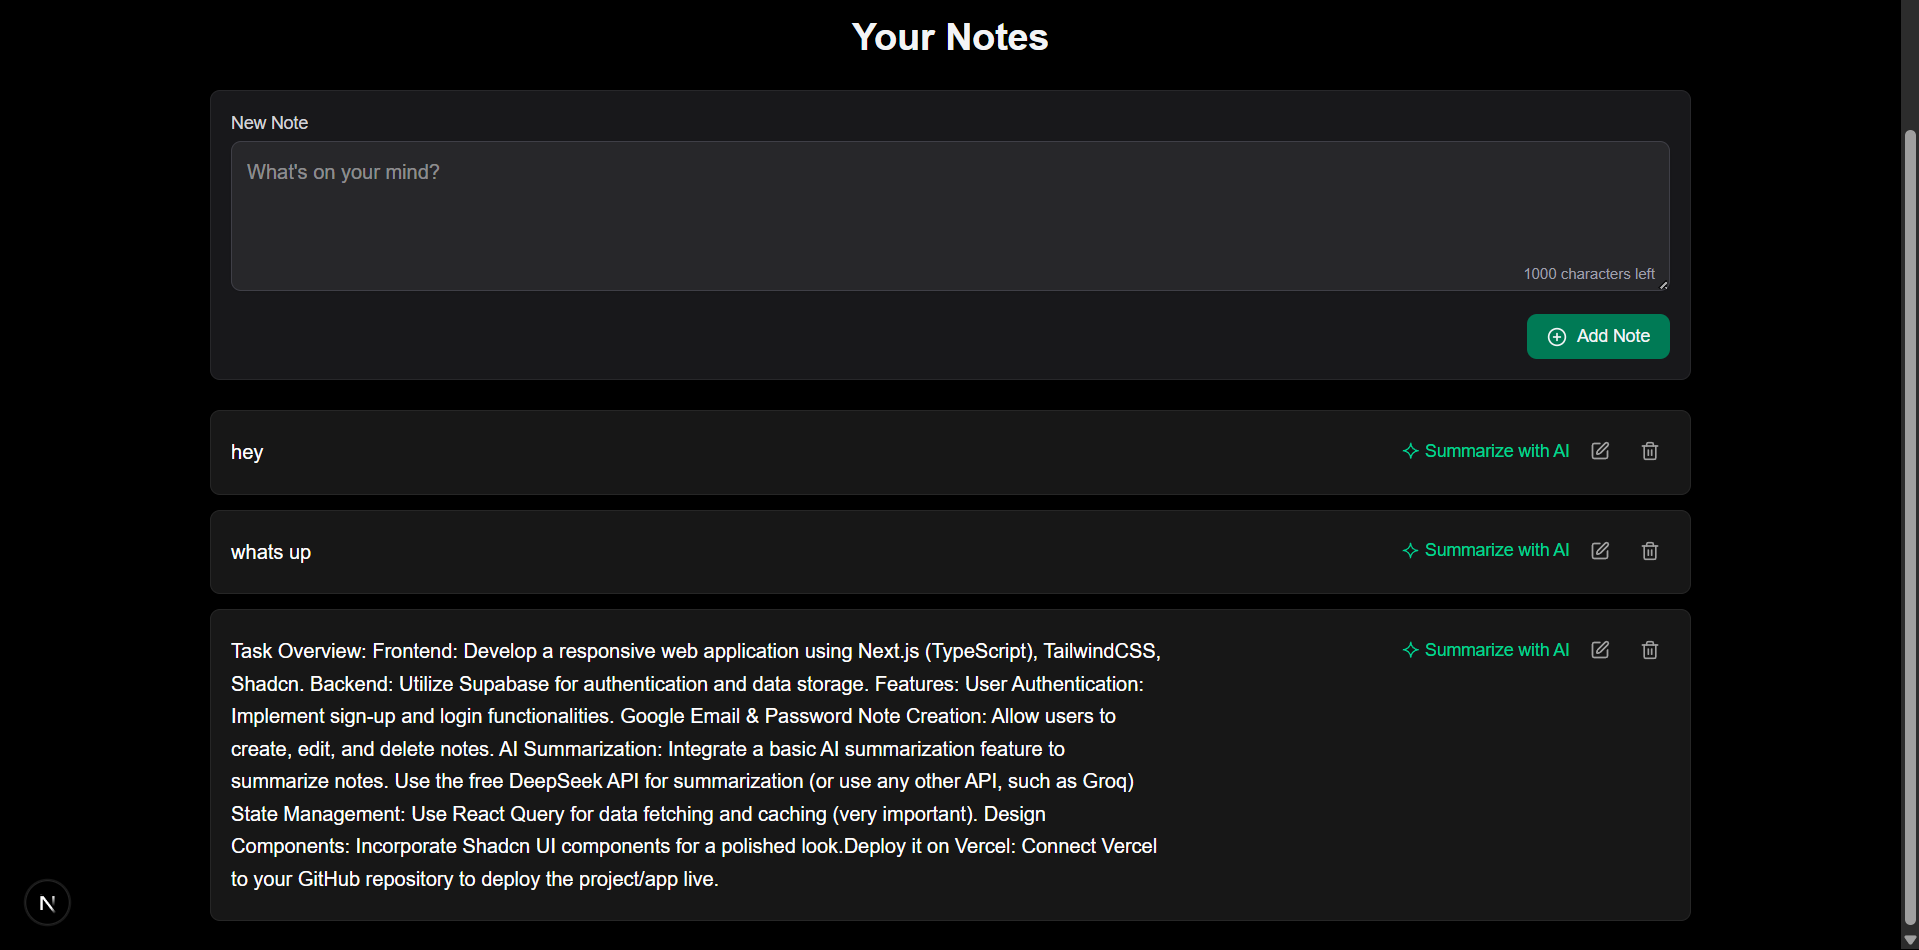 Your Notes
New Note
What's on your mind?
1000 characters left
Add Note
hey
Summarize with AI
whats up
Summarize with AI
Task Overview: Frontend: Develop a responsive web application using Next.js (TypeScript), TailwindCSS,
Shadcn. Backend: Utilize Supabase for authentication and data storage. Features: User Authentication:
Implement sign-up and login functionalities. Google Email & Password Note Creation: Allow users to
create, edit, and delete notes. AI Summarization: Integrate a basic AI summarization feature to
summarize notes. Use the free DeepSeek API for summarization (or use any other API, such as Groq)
State Management: Use React Query for data fetching and caching (very important). Design
Components: Incorporate Shadcn UI components for a polished look.Deploy it on Vercel: Connect Vercel
to your GitHub repository to deploy the project/app live.
Summarize with AI
N